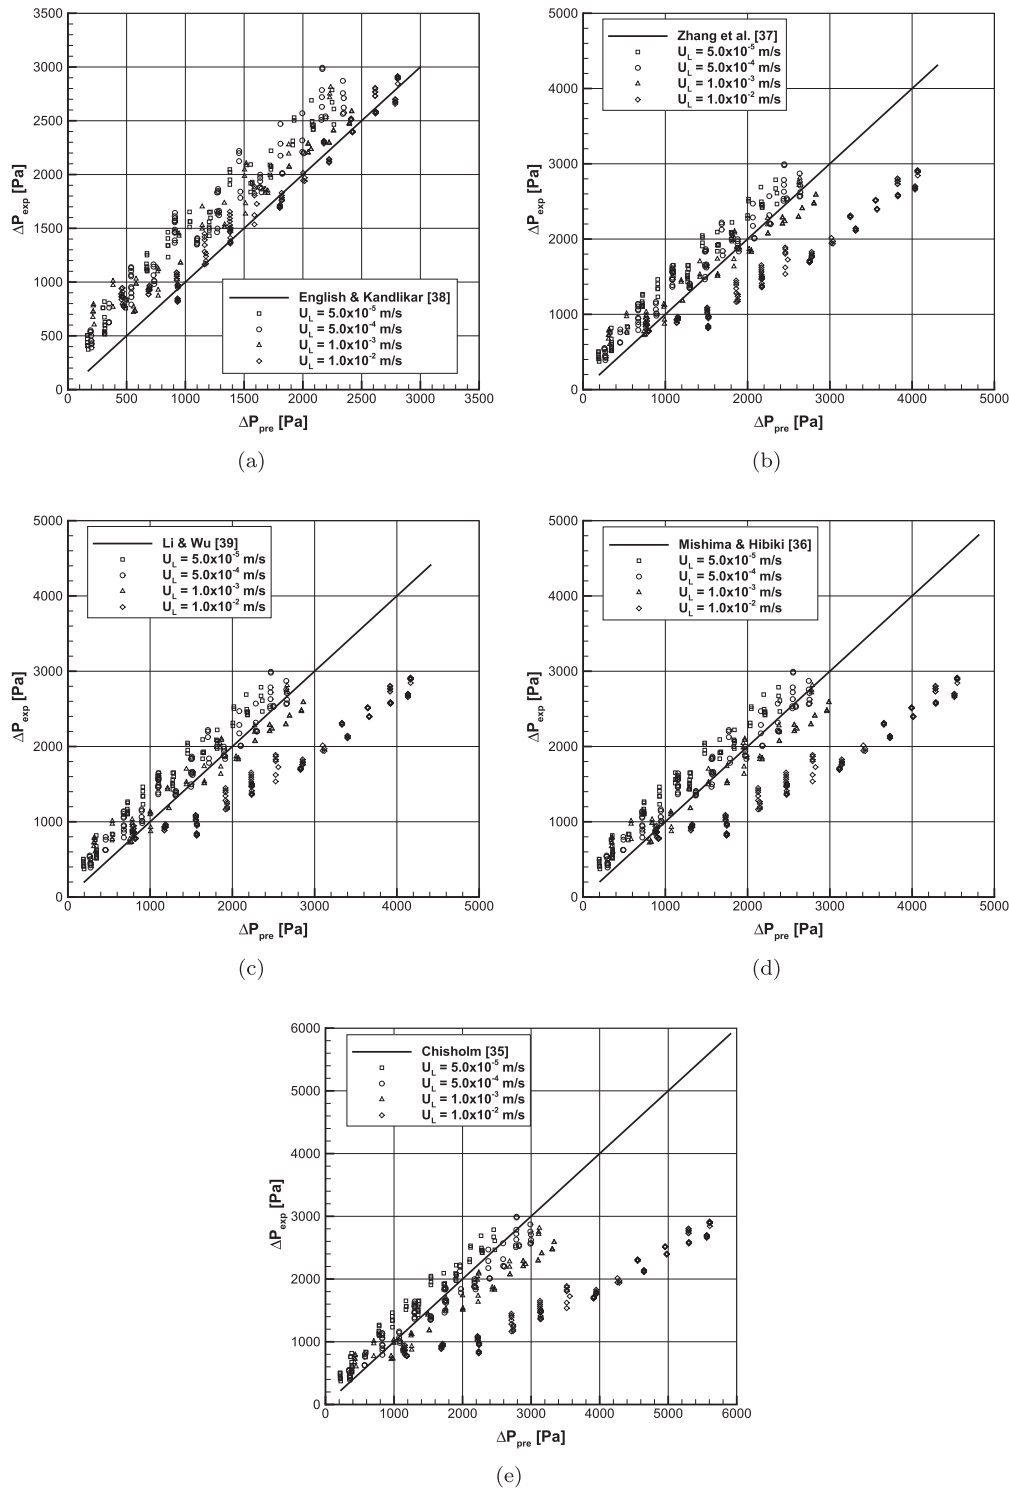 3500
3000
2500
2000
1500
1000
500
0
0 500 1000 1500 2000 2500 3000 3500
ΔP_exp [Pa]
ΔP_pre [Pa]
English & Kandlikar [38]
U_L = 5.0x10^-5 m/s
U_L = 5.0x10^-4 m/s
U_L = 1.0x10^-3 m/s
U_L = 1.0x10^-2 m/s
(a)
5000
4000
3000
2000
1000
0
0 1000 2000 3000 4000 5000
ΔP_exp [Pa]
ΔP_pre [Pa]
Zhang et al. [37]
U_L = 5.0x10^-5 m/s
U_L = 5.0x10^-4 m/s
U_L = 1.0x10^-3 m/s
U_L = 1.0x10^-2 m/s
(b)
5000
4000
3000
2000
1000
0
0 1000 2000 3000 4000 5000
ΔP_exp [Pa]
ΔP_pre [Pa]
Li & Wu [39]
U_L = 5.0x10^-5 m/s
U_L = 5.0x10^-4 m/s
U_L = 1.0x10^-3 m/s
U_L = 1.0x10^-2 m/s
(c)
5000
4000
3000
2000
1000
0
0 1000 2000 3000 4000 5000
ΔP_exp [Pa]
ΔP_pre [Pa]
Mishima & Hibiki [36]
U_L = 5.0x10^-5 m/s
U_L = 5.0x10^-4 m/s
U_L = 1.0x10^-3 m/s
U_L = 1.0x10^-2 m/s
(d)
6000
5000
4000
3000
2000
1000
0
0 1000 2000 3000 4000 5000 6000
ΔP_exp [Pa]
ΔP_pre [Pa]
Chisholm [35]
U_L = 5.0x10^-5 m/s
U_L = 5.0x10^-4 m/s
U_L = 1.0x10^-3 m/s
U_L = 1.0x10^-2 m/s
(e)